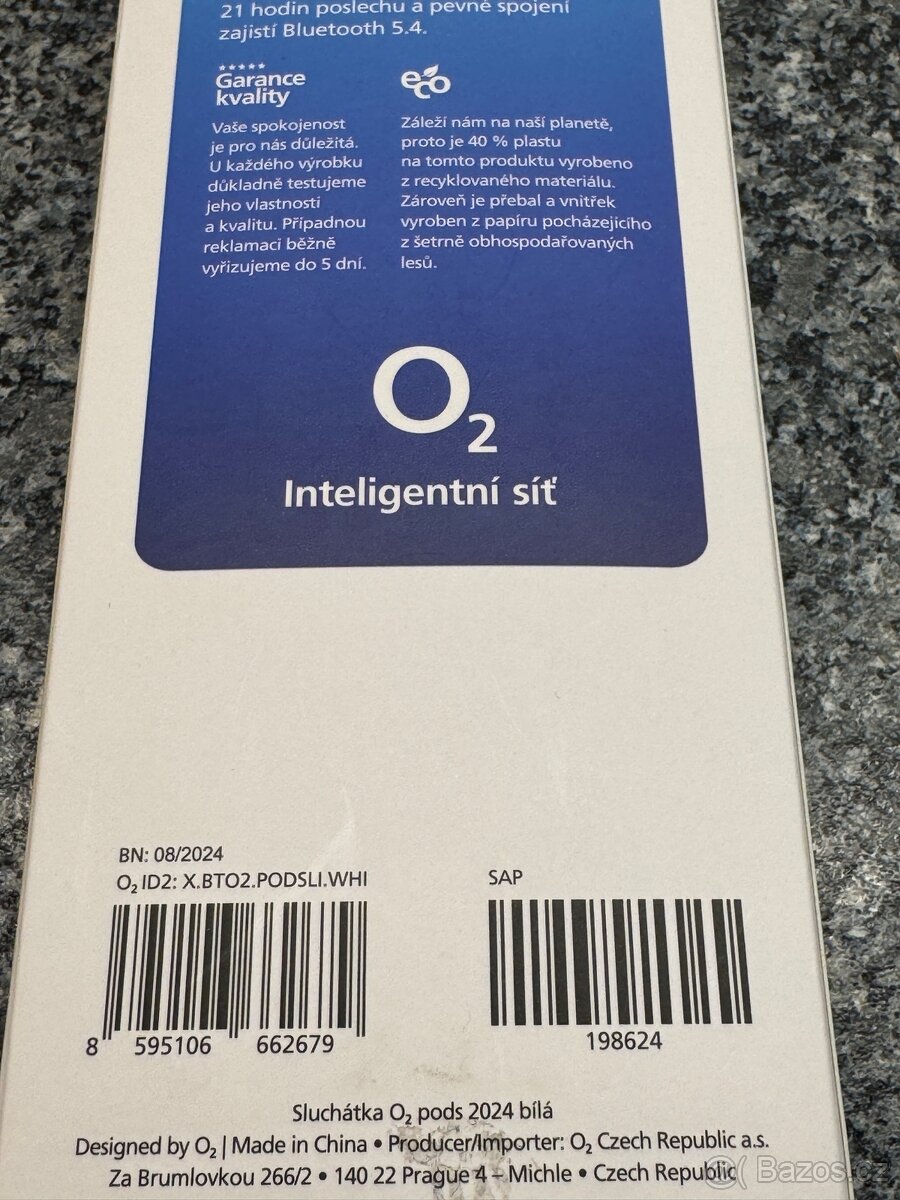 21 hodin poslechu a pevné spojení
zajistí Bluetooth 5.4.
Garance
kvality
Vaše spokojenost
je pro nás důležitá.
U každého výrobku
důkladně testujeme
jeho vlastnosti
a kvalitu. Případnou
reklamaci běžně
vyřizujeme do 5 dní.
eco
Záleží nám na naší planetě,
proto je 40 % plastu
na tomto produktu vyrobeno
z recyklovaného materiálu.
Zároveň je přebal a vnitřek
vyroben z papíru pocházejícího
z šetrně obhospodařovaných
lesů.
O₂
Inteligentní síť
BN: 08/2024
O₂ ID2: X.BTO2.PODSLI.WHI
8 595106 662679
SAP
198624
Sluchátka O₂ pods 2024 bílá
Designed by O₂ | Made in China • Producer/Importer: O₂ Czech Republic a.s.
Za Brumlovkou 266/2 • 140 22 Prague 4 – Michle • Czech Republic
Bazos.cz